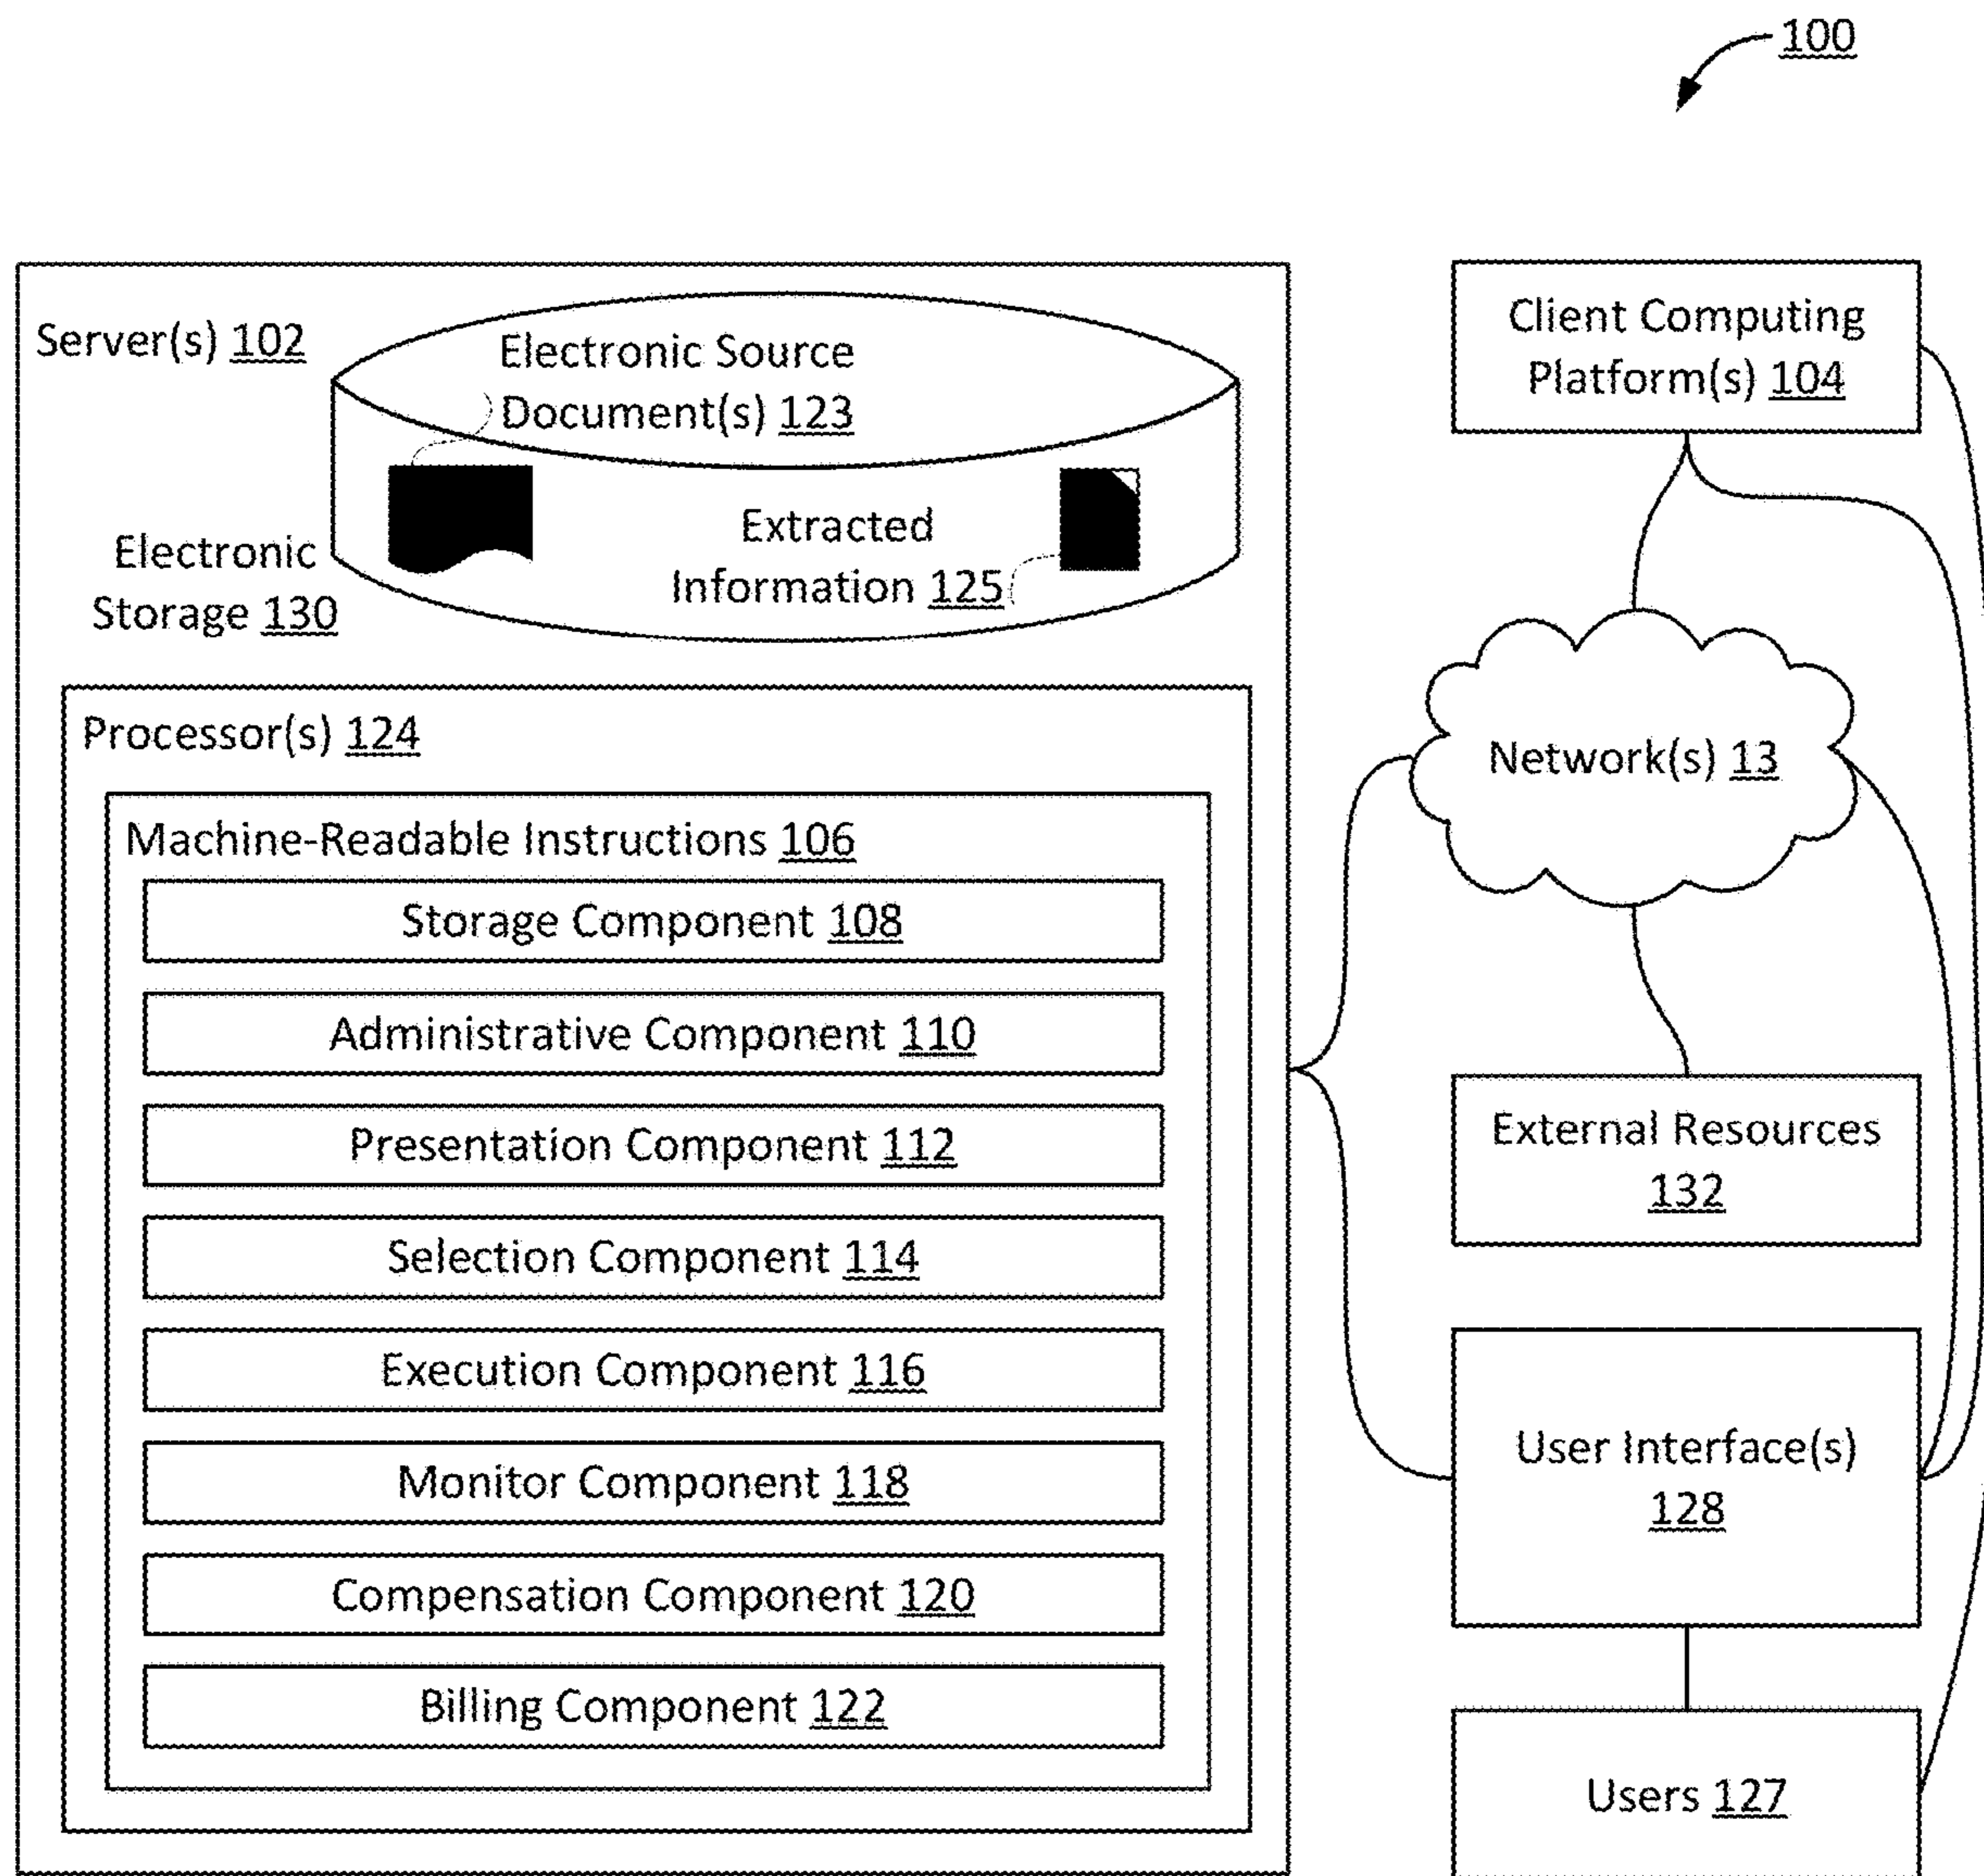 100
Server(s) 102
Electronic Source
Document(s) 123
Extracted
Information 125
Electronic
Storage 130
Processor(s) 124
Machine-Readable Instructions 106
Storage Component 108
Administrative Component 110
Presentation Component 112
Selection Component 114
Execution Component 116
Monitor Component 118
Compensation Component 120
Billing Component 122
Client Computing
Platform(s) 104
Network(s) 13
External Resources
132
User Interface(s)
128
Users 127